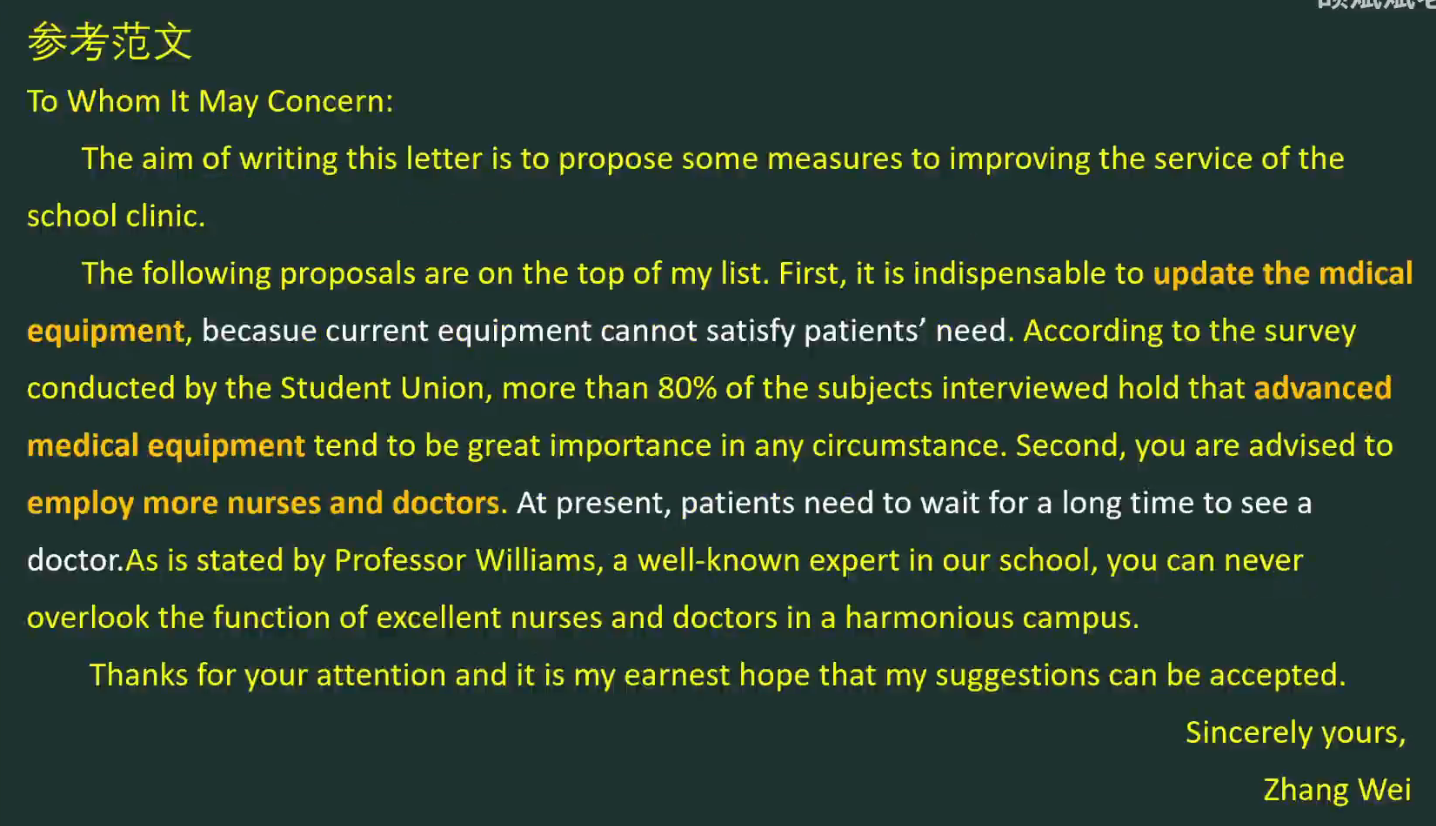 参考范文
To Whom It May Concern:
The aim of writing this letter is to propose some measures to improving the service of the
school clinic.
The following proposals are on the top of my list. First, it is indispensable to update the mdical
equipment, becasue current equipment cannot satisfy patients’ need. According to the survey
conducted by the Student Union, more than 80% of the subjects interviewed hold that advanced
medical equipment tend to be great importance in any circumstance. Second, you are advised to
employ more nurses and doctors. At present, patients need to wait for a long time to see a
doctor.As is stated by Professor Williams, a well-known expert in our school, you can never
overlook the function of excellent nurses and doctors in a harmonious campus.
Thanks for your attention and it is my earnest hope that my suggestions can be accepted.
Sincerely yours,
Zhang Wei